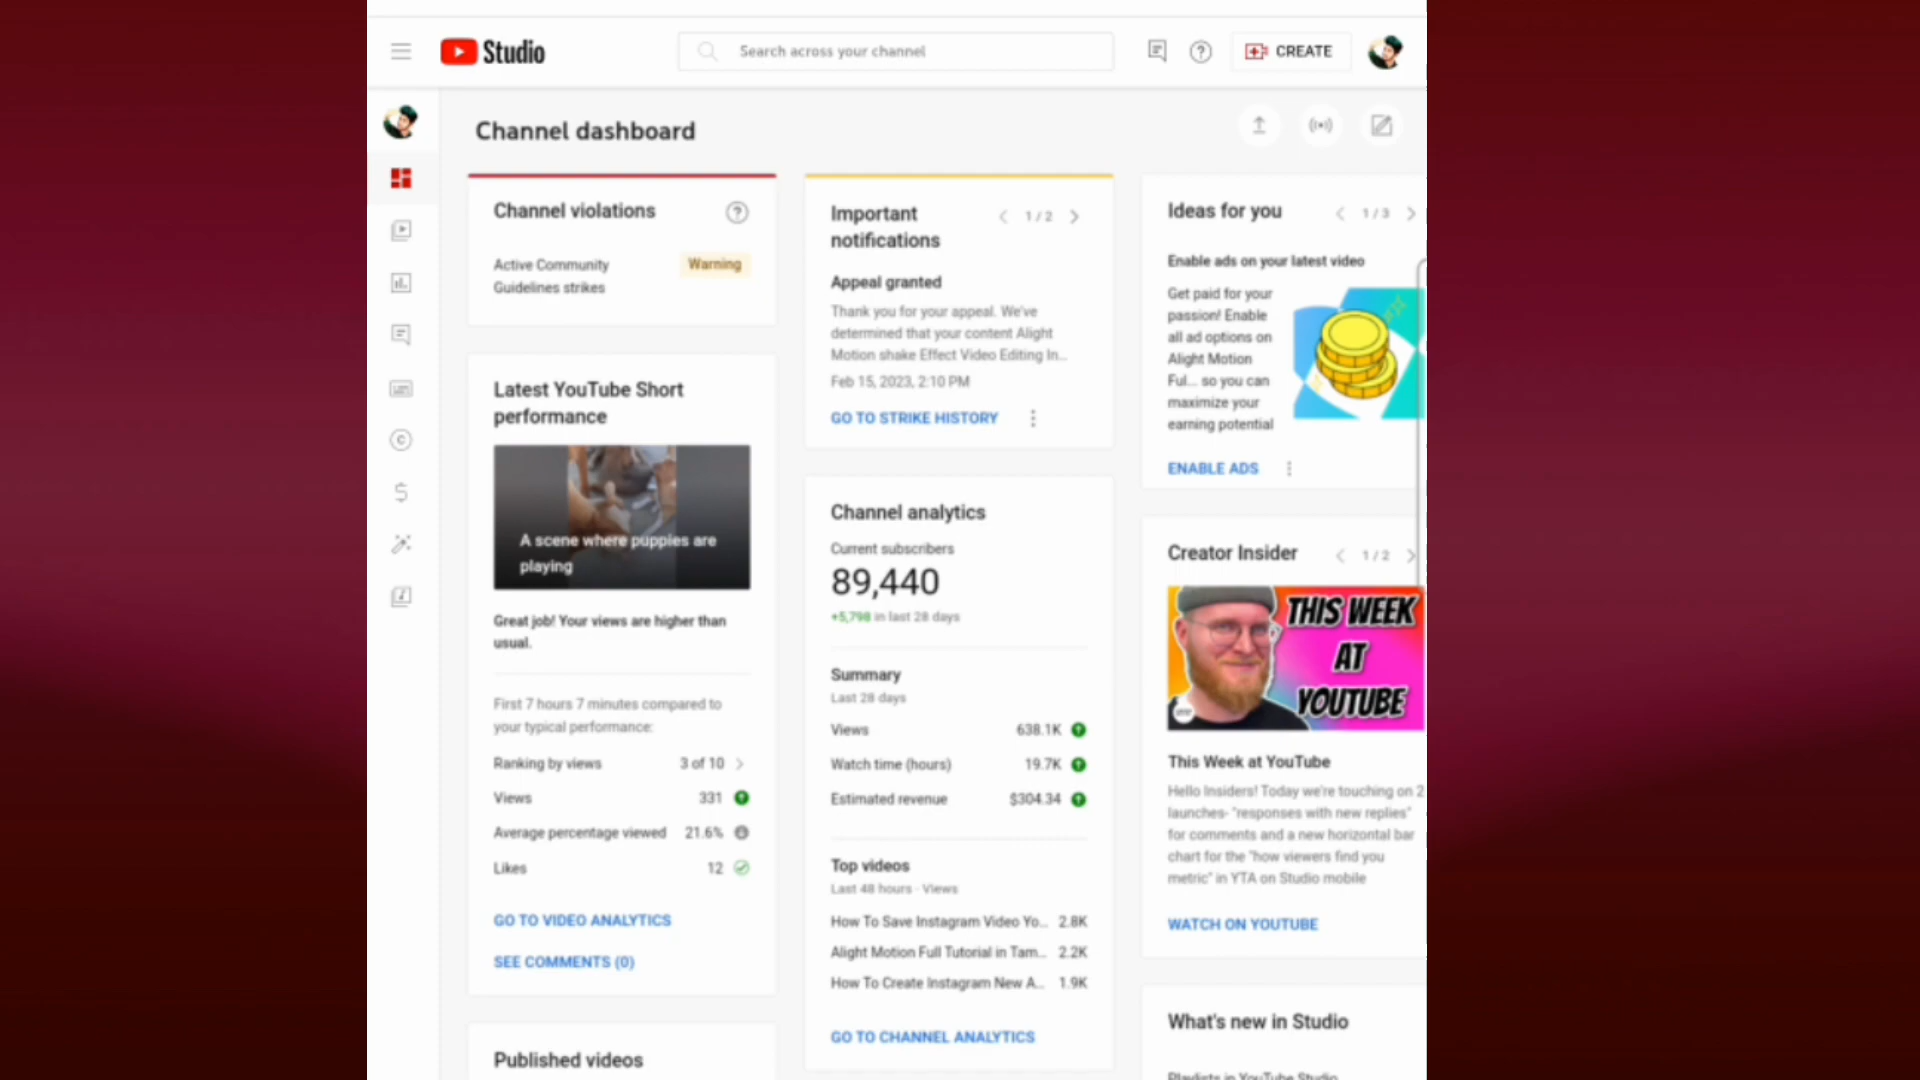 Studio
Search across your channel
CREATE
Channel dashboard
Channel violations
Active Community
Guidelines strikes
Warning
Latest YouTube Short
performance
A scene where puppies are
playing
Great job! Your views are higher than
usual.
First 7 hours 7 minutes compared to
your typical performance:
Ranking by views 3 of 10
Views 331
Average percentage viewed 21.6%
Likes 12
GO TO VIDEO ANALYTICS
SEE COMMENTS (0)
Published videos
Important
notifications
1 / 2
Appeal granted
Thank you for your appeal. We've
determined that your content Alight
Motion shake Effect Video Editing In...
Feb 15, 2023, 2:10 PM
GO TO STRIKE HISTORY
Channel analytics
Current subscribers
89,440
+5,798 in last 28 days
Summary
Last 28 days
Views 638.1K
Watch time (hours) 19.7K
Estimated revenue $304.34
Top videos
Last 48 hours · Views
How To Save Instagram Video Yo... 2.8K
Alight Motion Full Tutorial in Tam... 2.2K
How To Create Instagram New A... 1.9K
GO TO CHANNEL ANALYTICS
Ideas for you
1 / 3
Enable ads on your latest video
Get paid for your
passion! Enable
all ad options on
Alight Motion
Ful... so you can
maximize your
earning potential
ENABLE ADS
Creator Insider
1 / 2
THIS WEEK
AT
YOUTUBE
This Week at YouTube
Hello Insiders! Today we're touching on 2
launches- "responses with new replies"
for comments and a new horizontal bar
chart for the "how viewers find you
metric" in YTA on Studio mobile
WATCH ON YOUTUBE
What's new in Studio
Playlists in YouTube Studio